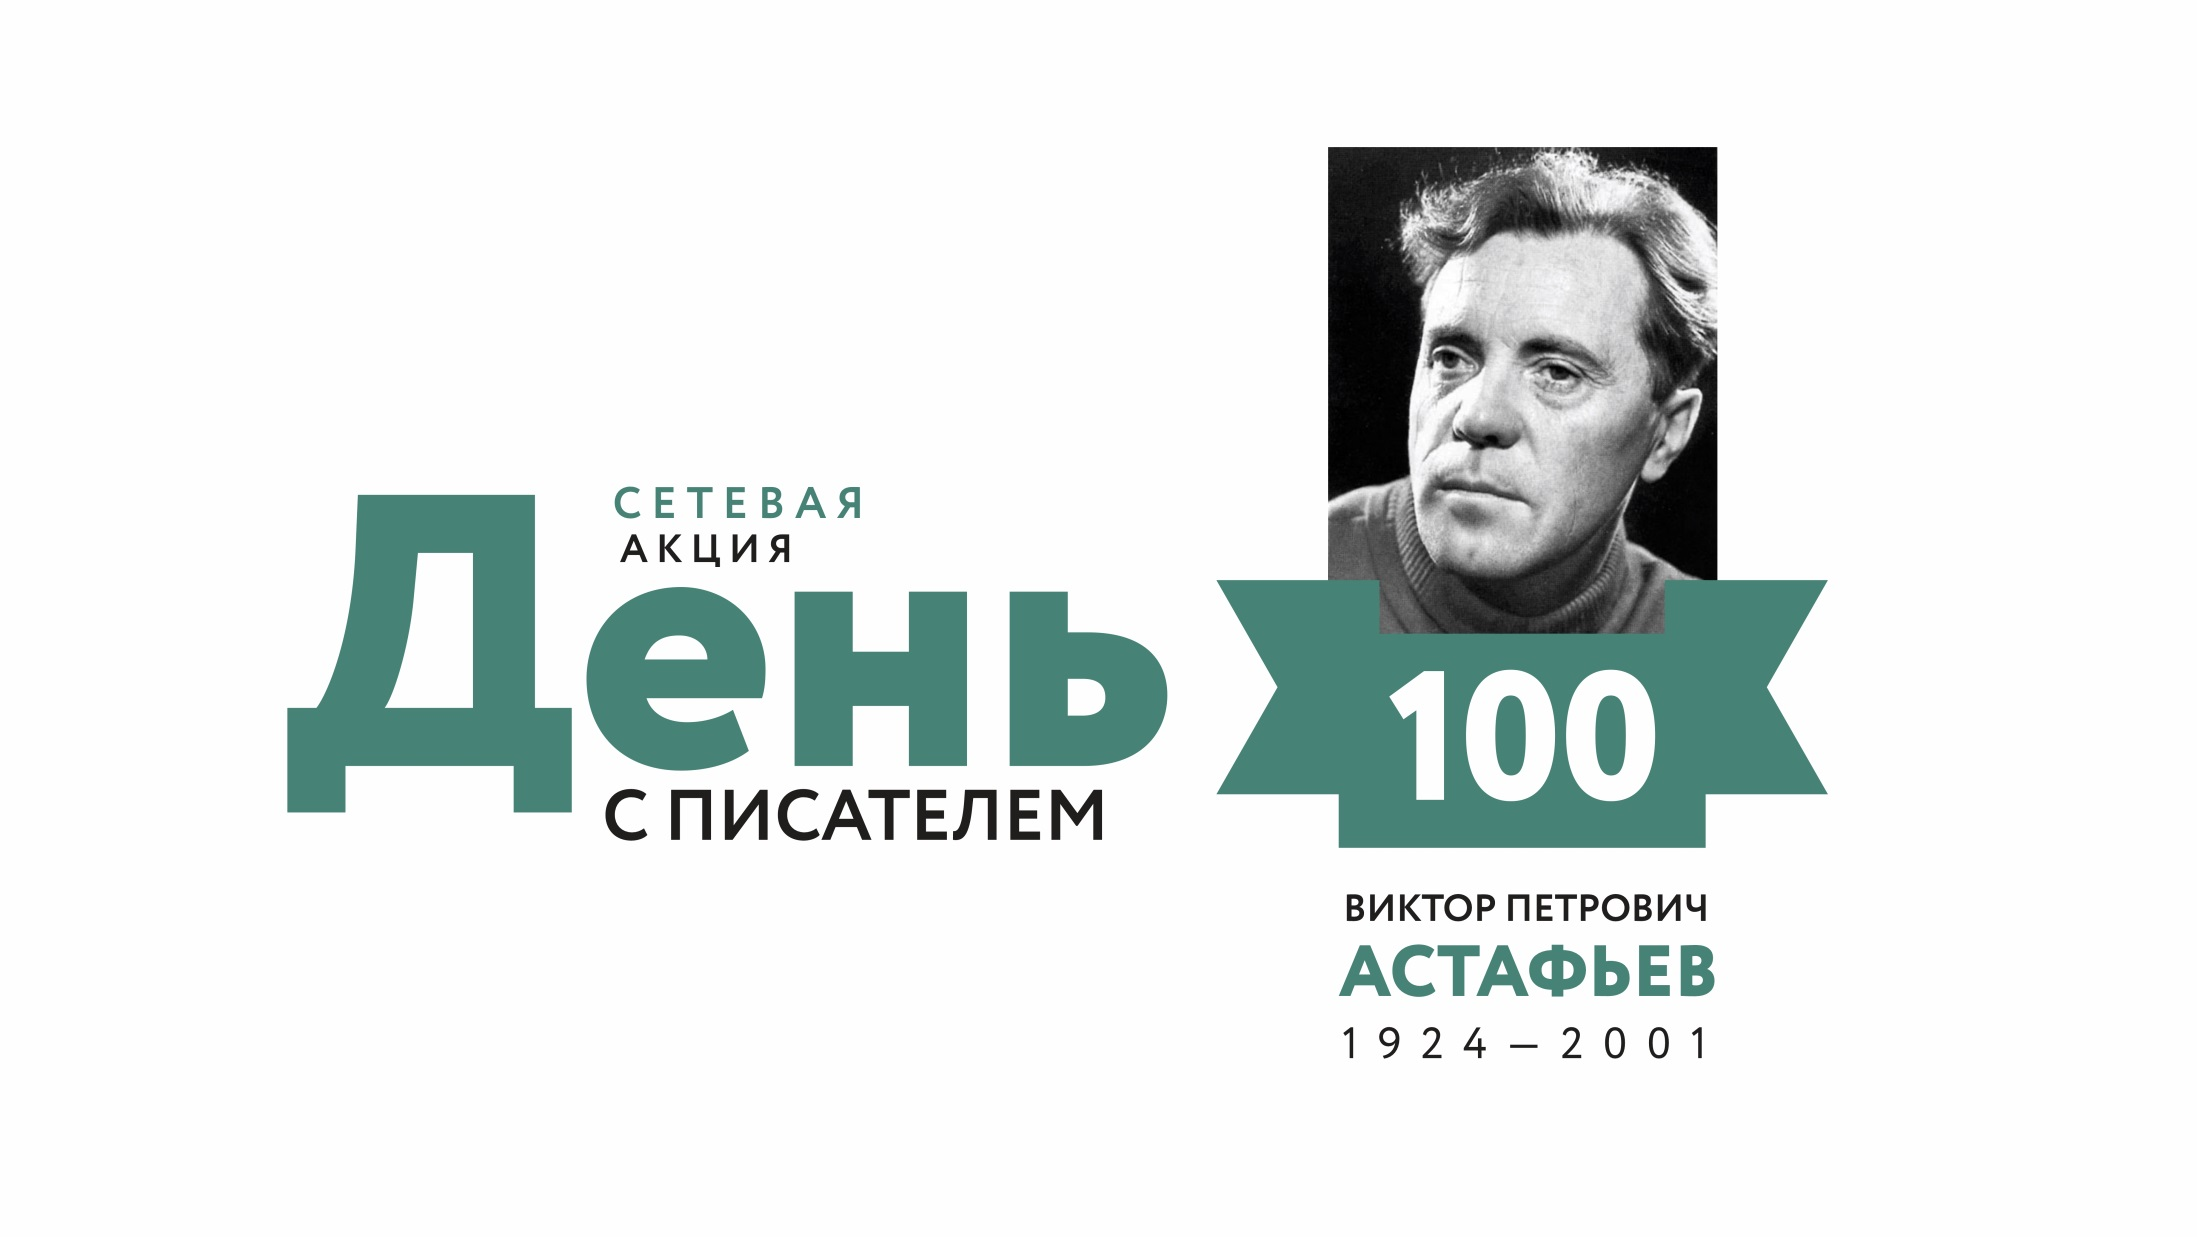 СЕТЕВАЯ
АКЦИЯ
День
С ПИСАТЕЛЕМ
100
ВИКТОР ПЕТРОВИЧ
АСТАФЬЕВ
1924–2001